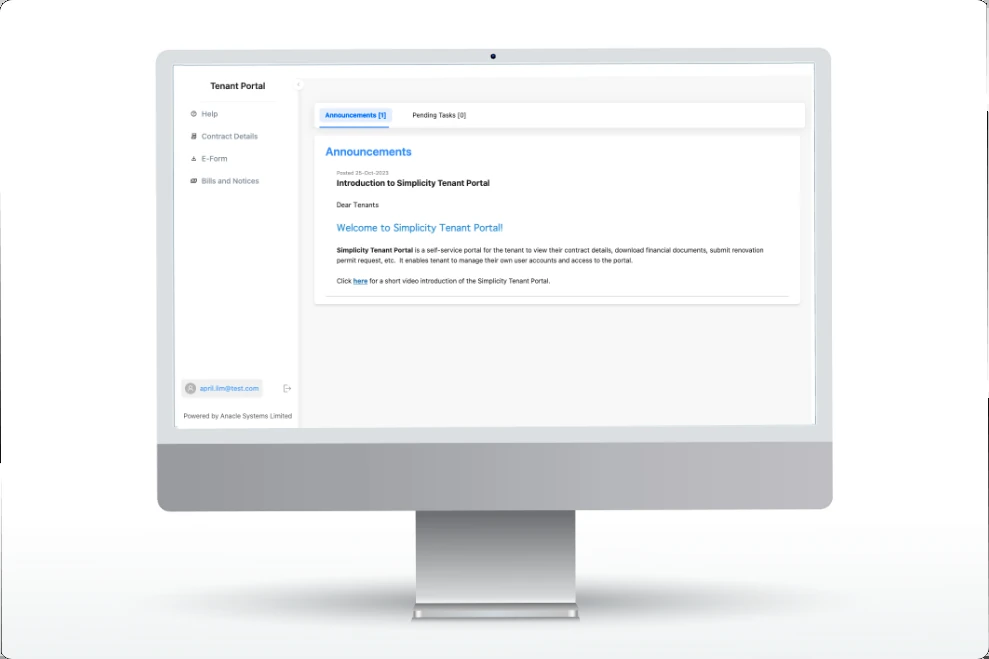 Tenant Portal
Help
Contract Details
E-Form
Bills and Notices
april.lim@test.com
Powered by Anacle Systems Limited
Announcements [1]
Pending Tasks [0]
Announcements
Posted 25-Oct-2023
Introduction to Simplicity Tenant Portal
Dear Tenants
Welcome to Simplicity Tenant Portal!
Simplicity Tenant Portal is a self-service portal for the tenant to view their contract details, download financial documents, submit renovation
permit request, etc. It enables tenant to manage their own user accounts and access to the portal.
Click here for a short video introduction of the Simplicity Tenant Portal.